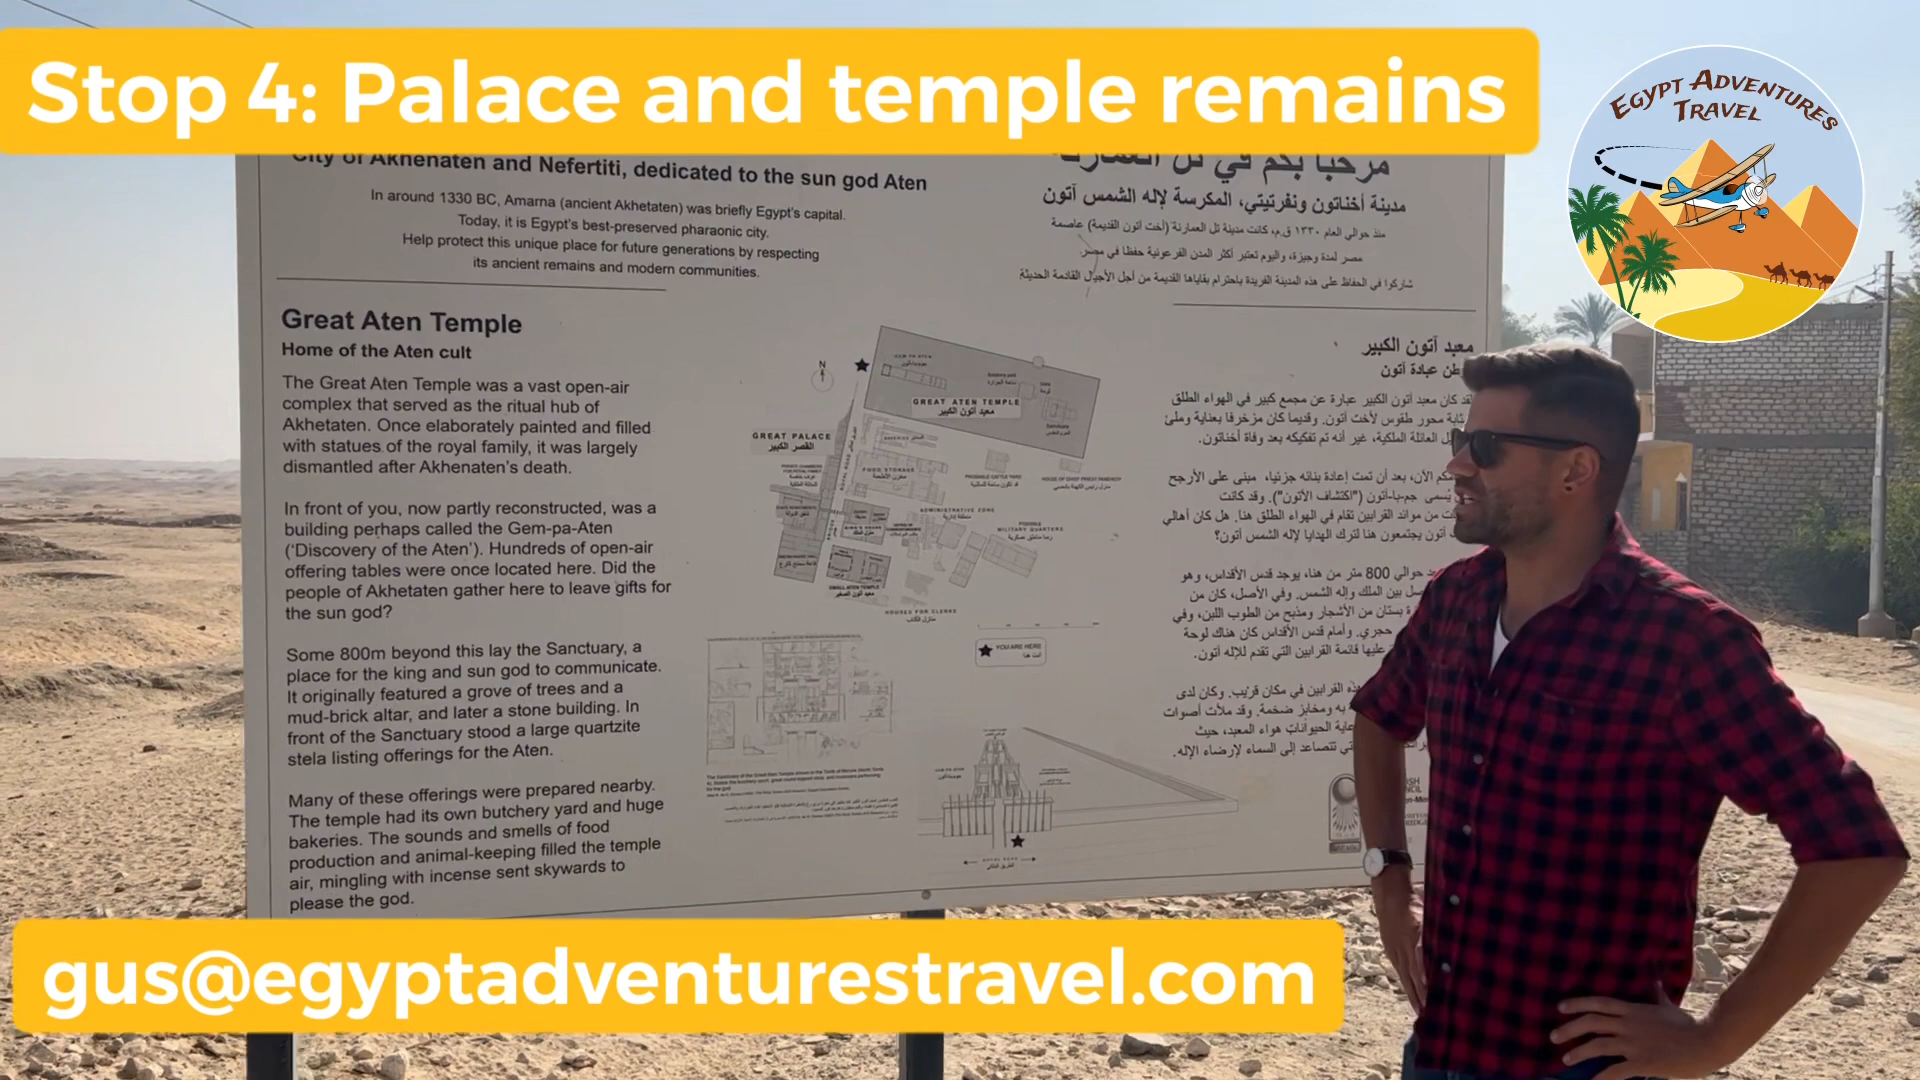 Stop 4: Palace and temple remains
EGYPT ADVENTURES
TRAVEL
City of Akhenaten and Nefertiti, dedicated to the sun god Aten
In around 1330 BC, Amarna (ancient Akhetaten) was briefly Egypt's capital.
Today, it is Egypt's best-preserved pharaonic city.
Help protect this unique place for future generations by respecting
its ancient remains and modern communities.
مرحبا بكم في تل العمارنة
مدينة أخناتون ونفرتيتي، المكرسة لإله الشمس آتون
منذ حوالي العام ١٣٣٠ ق.م، كانت مدينة تل العمارنة (أخت آتون القديمة) عاصمة
مصر لمدة وجيزة، واليوم تعتبر أكثر المدن الفرعونية حفظا في مصر.
شاركوا في الحفاظ على هذه المدينة الفريدة باحترام بقاياها القديمة من أجل الأجيال القادمة الحديثة
Great Aten Temple
Home of the Aten cult
The Great Aten Temple was a vast open-air
complex that served as the ritual hub of
Akhetaten. Once elaborately painted and filled
with statues of the royal family, it was largely
dismantled after Akhenaten's death.
In front of you, now partly reconstructed, was a
building perhaps called the Gem-pa-Aten
('Discovery of the Aten'). Hundreds of open-air
offering tables were once located here. Did the
people of Akhetaten gather here to leave gifts for
the sun god?
Some 800m beyond this lay the Sanctuary, a
place for the king and sun god to communicate.
It originally featured a grove of trees and a
mud-brick altar, and later a stone building. In
front of the Sanctuary stood a large quartzite
stela listing offerings for the Aten.
Many of these offerings were prepared nearby.
The temple had its own butchery yard and huge
bakeries. The sounds and smells of food
production and animal-keeping filled the temple
air, mingling with incense sent skywards to
please the god.
N
GREAT ATEN TEMPLE
معبد آتون الكبير
GREAT PALACE
القصر الكبير
FOOD STORAGE
مخازن الأطعمة
ADMINISTRATIVE ZONE
MILITARY QUARTERS
SMALL ATEN TEMPLE
معبد آتون الصغير
HOUSES FOR CLERKS
منازل الكتاب
YOU ARE HERE
أنت هنا
معبد آتون الكبير
وطن عبادة آتون
لقد كان معبد آتون الكبير عبارة عن مجمع كبير في الهواء الطلق
ثابة محور طقوس لأخت آتون. وقديما كان مزخرفا بعناية وملئ
ل العائلة الملكية، غير أنه تم تفكيكه بعد وفاة أخناتون.
مكم الآن، بعد أن تمت إعادة بنائه جزئيا، مبنى على الأرجح
يُسمى جم-با-آتون ("اكتشاف الآتون"). وقد كانت
ت من موائد القرابين تقام في الهواء الطلق هنا. هل كان أهالي
آتون يجتمعون هنا لترك الهدايا لإله الشمس آتون؟
حوالي 800 متر من هنا، يوجد قدس الأقداس، وهو
صل بين الملك وإله الشمس. وفي الأصل، كان من
بستان من الأشجار ومذبح من الطوب اللبن، وفي
حجري. وأمام قدس الأقداس كان هناك لوحة
عليها قائمة القرابين التي تقدم للإله آتون.
القرابين في مكان قريب. وكان لدى
به ومخابز ضخمة. وقد ملأت أصوات
عاية الحيوانات هواء المعبد، حيث
تي تتصاعد إلى السماء لإرضاء الإله.
gus@egyptadventurestravel.com